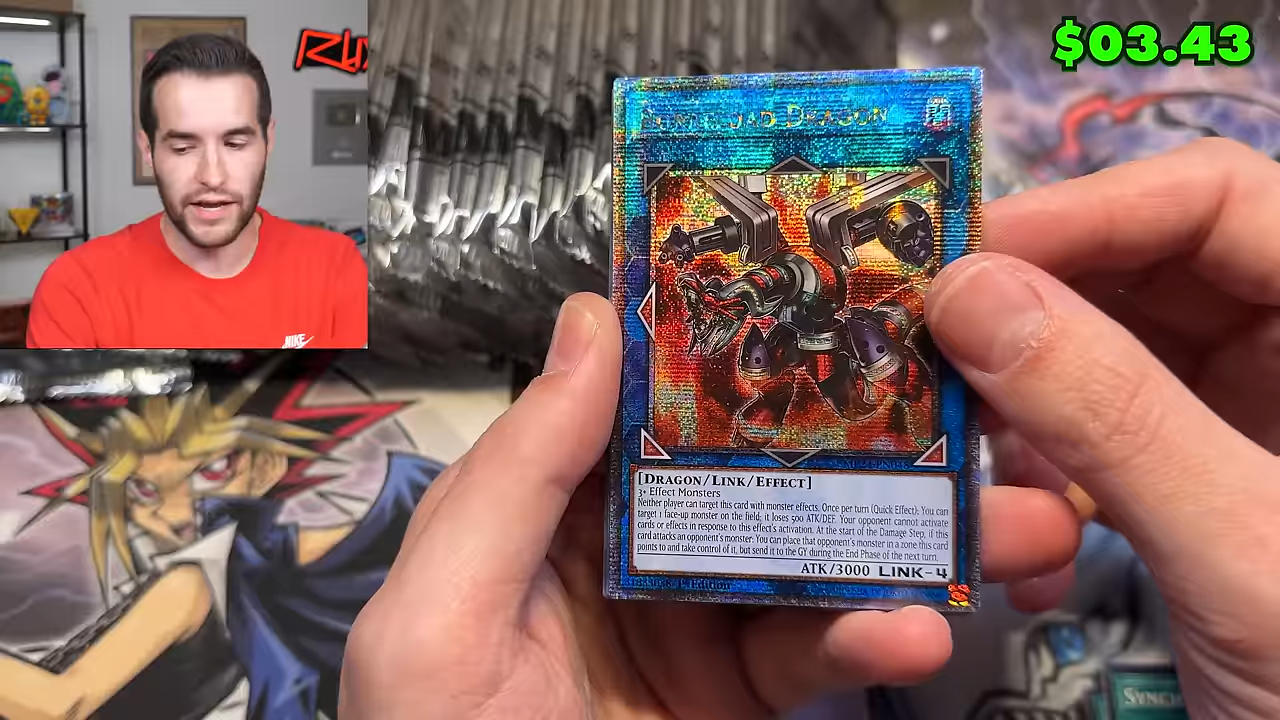 $03.43
Dragon
[Dragon/Link/Effect]
3+ Effect Monsters
Neither player can target this card with monster effects. Once per turn (Quick Effect): You can
target 1 face-up monster on the field; it loses 500 ATK/DEF. Your opponent cannot activate
cards or effects in response to this effect's activation. At the start of the Damage Step, if this
card attacks an opponent's monster: You can place that opponent's monster in a zone this card
points to and take control of it, but send it to the GY during the End Phase of the next turn.
ATK/3000 LINK-4
Edition
NIKE